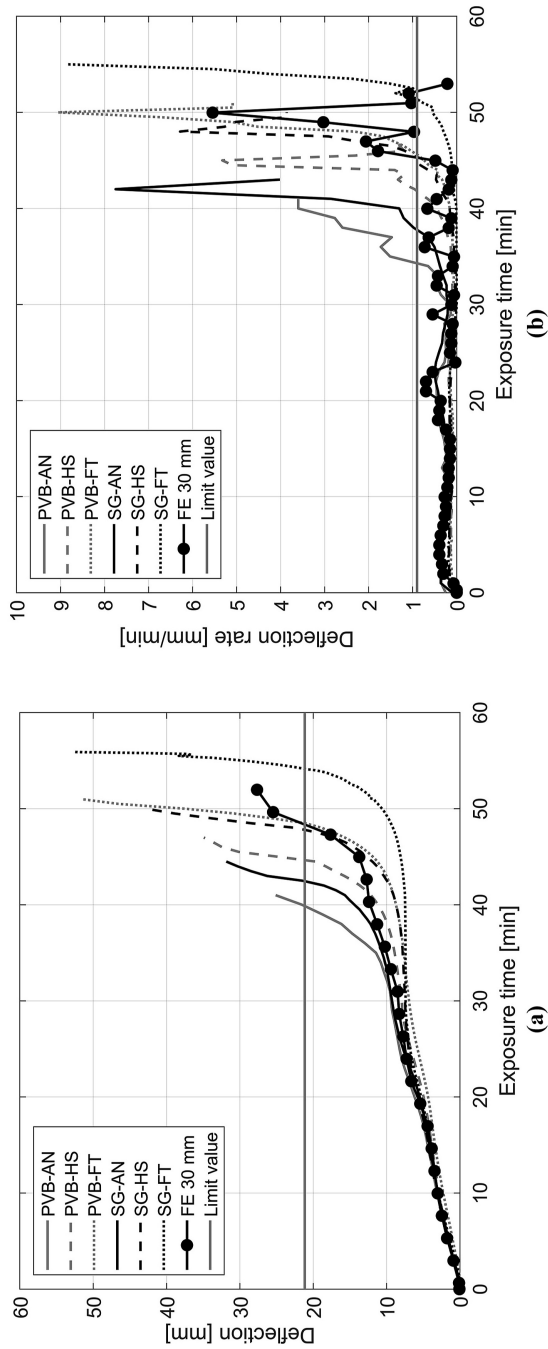 60
50
40
30
20
10
0
Deflection [mm]
PVB-AN
PVB-HS
PVB-FT
SG-AN
SG-HS
SG-FT
FE 30 mm
Limit value
0 10 20 30 40 50 60
Exposure time [min]
(a)
10
9
8
7
6
5
4
3
2
1
0
Deflection rate [mm/min]
PVB-AN
PVB-HS
PVB-FT
SG-AN
SG-HS
SG-FT
FE 30 mm
Limit value
0 10 20 30 40 50 60
Exposure time [min]
(b)